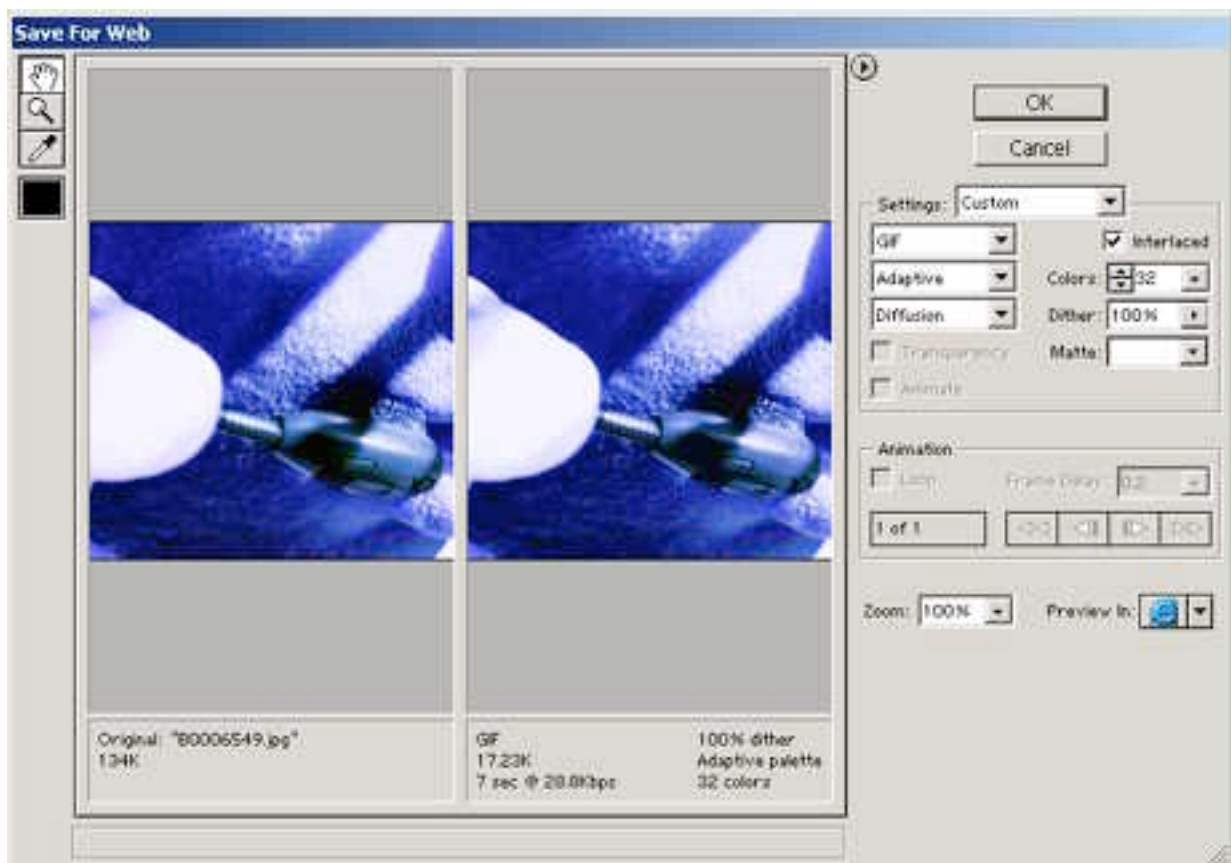 Save For Web
OK
Cancel
Settings: Custom
GIF
Interlaced
Adaptive
Colors: 32
Diffusion
Dither: 100%
Transparency
Matte:
Animate
Animation
Loop
Frame Delay: 0.2
1 of 1
Zoom: 100%
Preview In:
Original: "B0006549.jpg"
134K
GIF
17.23K
7 sec @ 28.8Kbps
100% dither
Adaptive palette
32 colors